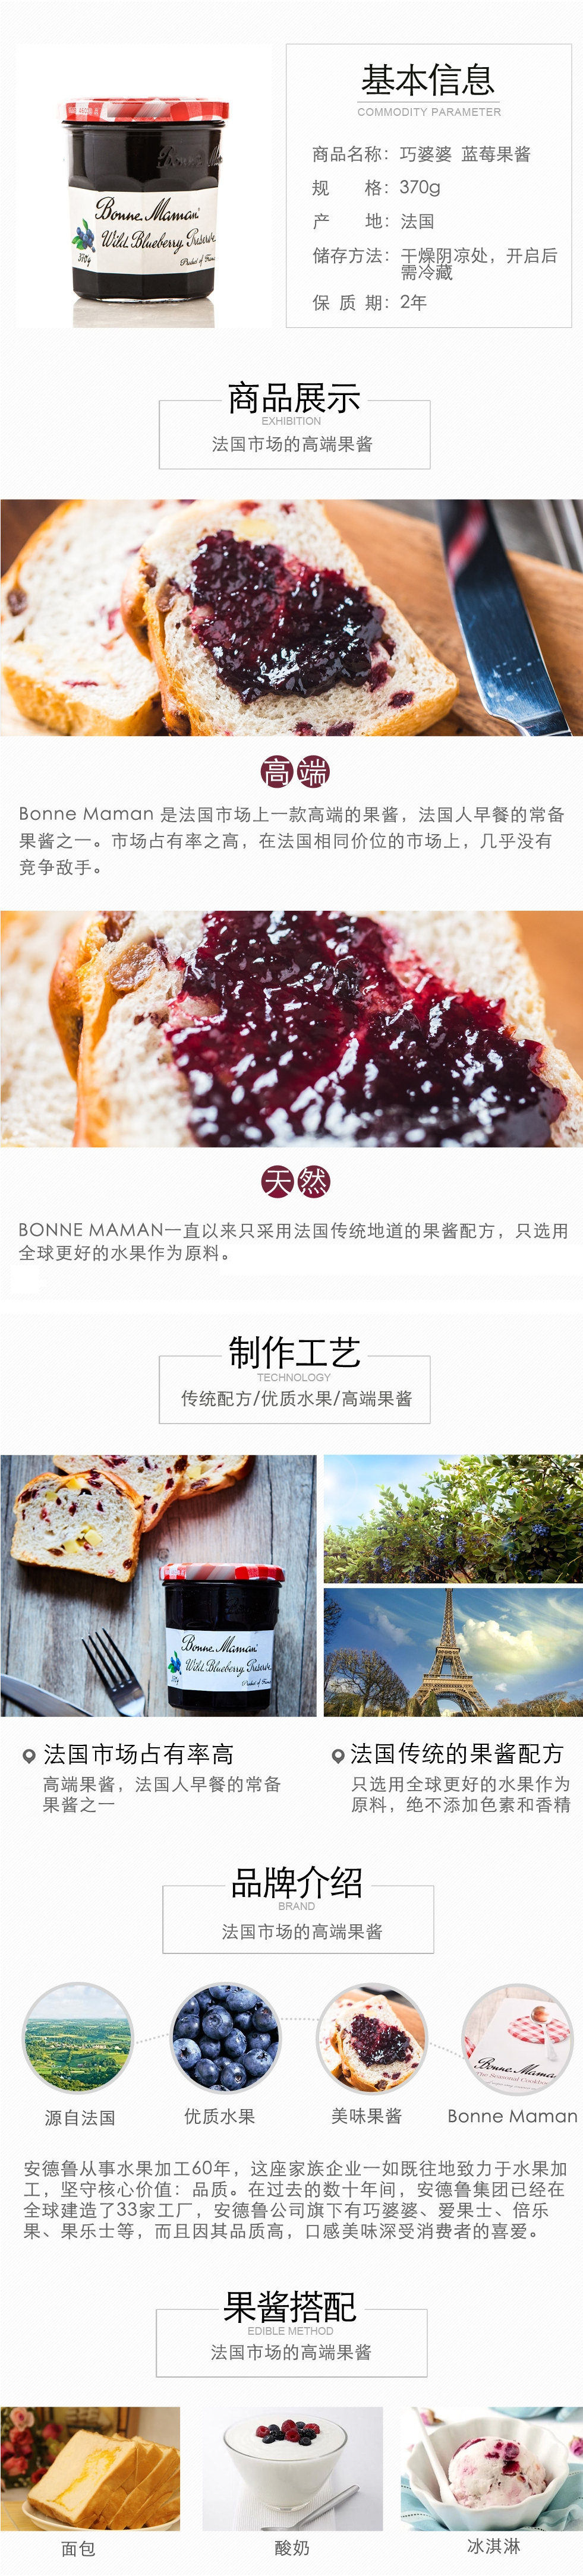 基本信息
COMMODITY PARAMETER
商品名称：巧婆婆 蓝莓果酱
规 格：370g
产 地：法国
储存方法：干燥阴凉处，开启后
需冷藏
保 质 期：2年
Bonne Maman
Wild Blueberry Preserve
370g
Product of France
商品展示
EXHIBITION
法国市场的高端果酱
高端
Bonne Maman 是法国市场上一款高端的果酱，法国人早餐的常备
果酱之一。市场占有率之高，在法国相同价位的市场上，几乎没有
竞争敌手。
天然
BONNE MAMAN一直以来只采用法国传统地道的果酱配方，只选用
全球更好的水果作为原料。
制作工艺
TECHNOLOGY
传统配方/优质水果/高端果酱
Bonne Maman
Wild Blueberry Preserve
Product of France
法国市场占有率高
高端果酱，法国人早餐的常备
果酱之一
法国传统的果酱配方
只选用全球更好的水果作为
原料，绝不添加色素和香精
品牌介绍
BRAND
法国市场的高端果酱
Bonne Maman
The Seasonal Cookbook
源自法国
优质水果
美味果酱
Bonne Maman
安德鲁从事水果加工60年，这座家族企业一如既往地致力于水果加
工，坚守核心价值：品质。在过去的数十年间，安德鲁集团已经在
全球建造了33家工厂，安德鲁公司旗下有巧婆婆、爱果士、倍乐
果、果乐士等，而且因其品质高，口感美味深受消费者的喜爱。
果酱搭配
EDIBLE METHOD
法国市场的高端果酱
面包
酸奶
冰淇淋